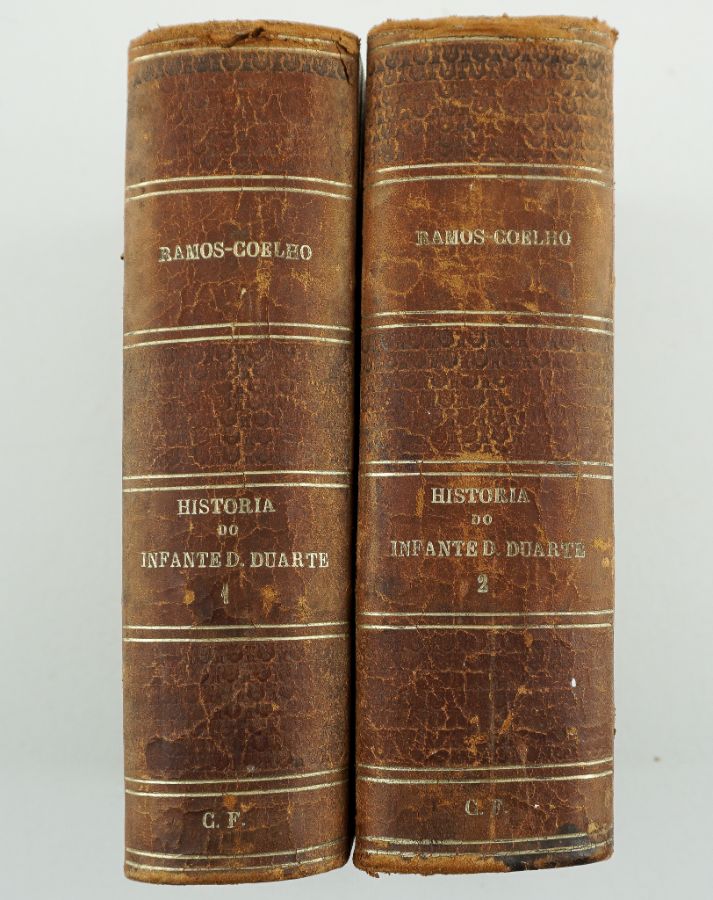 RAMOS-COELHO
HISTORIA
DO
INFANTE D. DUARTE
1
C. F.
RAMOS-COELHO
HISTORIA
DO
INFANTE D. DUARTE
2
C. F.